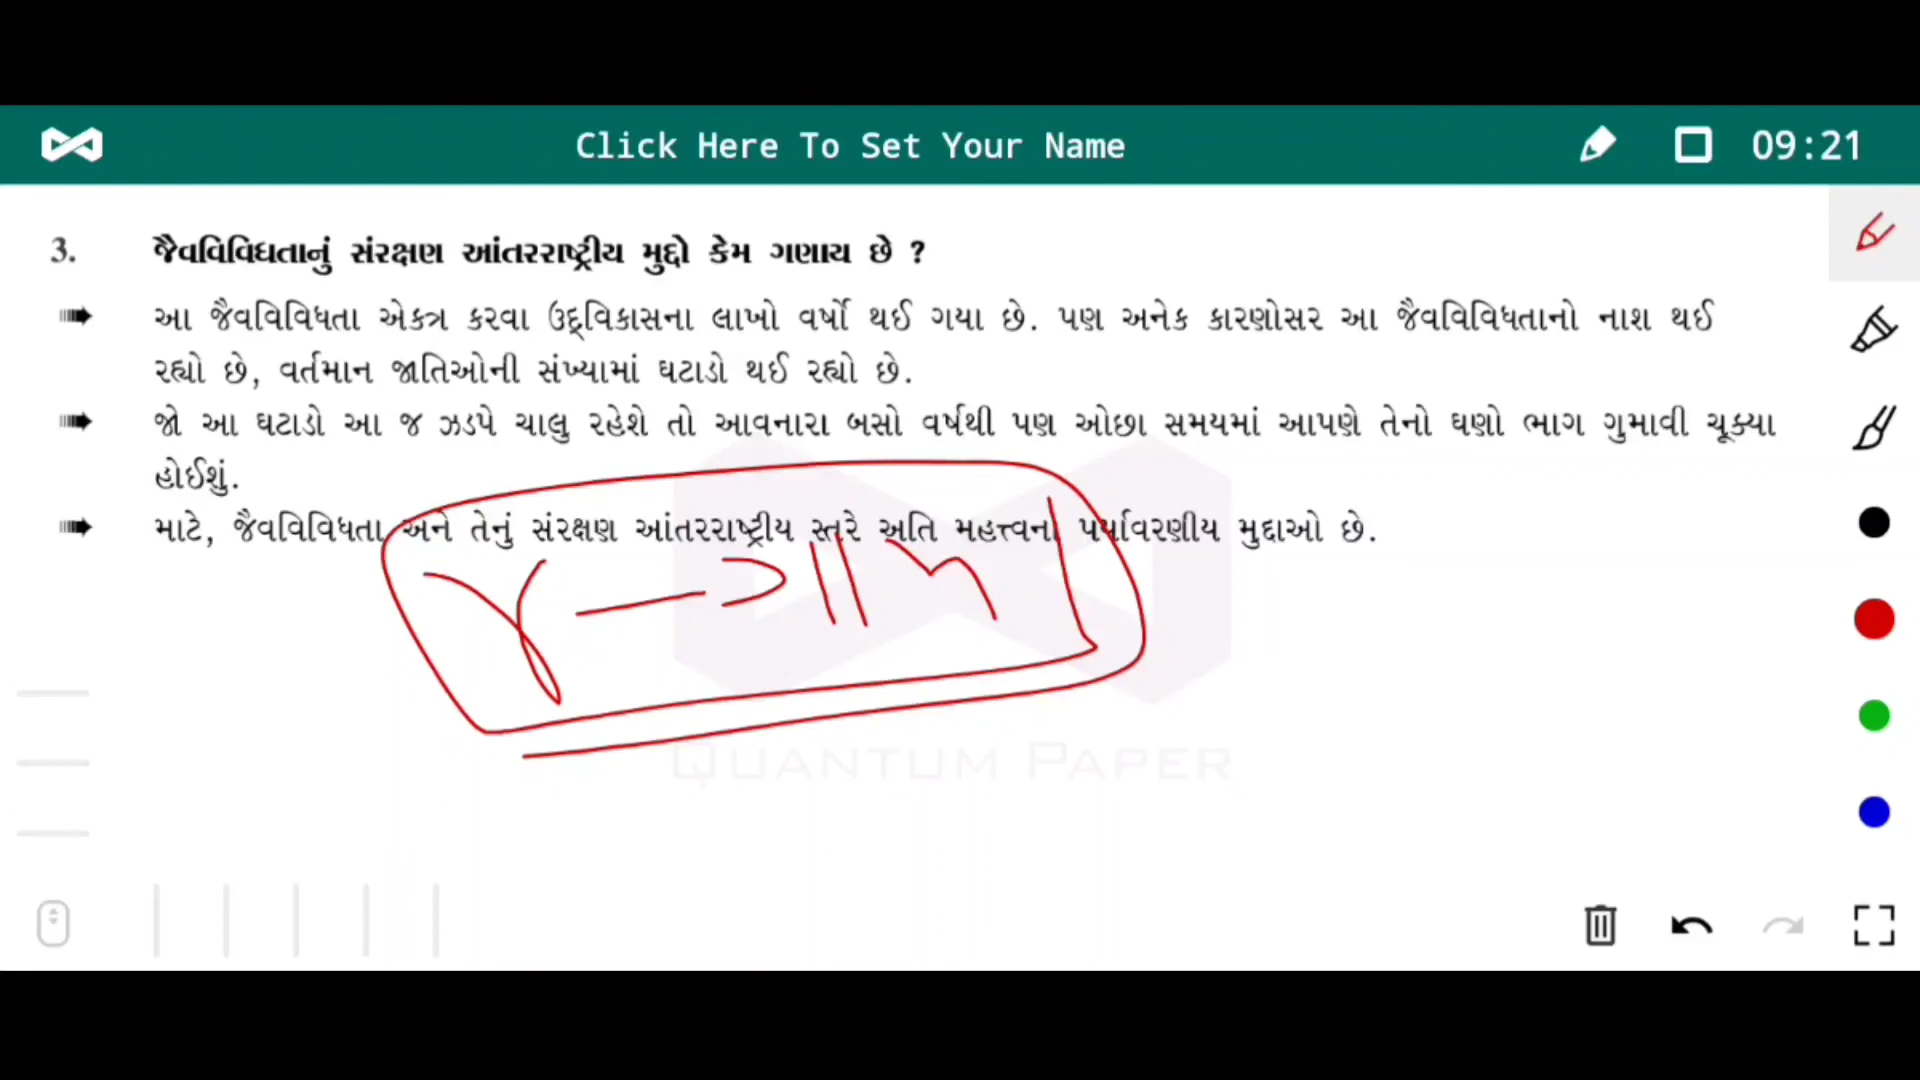 Click Here To Set Your Name
09:21
3. જૈવવિવિધતાનું સંરક્ષણ આંતરરાષ્ટ્રીય મુદ્દો કેમ ગણાય છે ?
આ જૈવવિવિધતા એકત્ર કરવા ઉદ્દ્વિકાસના લાખો વર્ષો થઈ ગયા છે. પણ અનેક કારણોસર આ જૈવવિવિધતાનો નાશ થઈ
રહ્યો છે, વર્તમાન જાતિઓની સંખ્યામાં ઘટાડો થઈ રહ્યો છે.
જો આ ઘટાડો આ જ ઝડપે ચાલુ રહેશે તો આવનારા બસો વર્ષથી પણ ઓછા સમયમાં આપણે તેનો ઘણો ભાગ ગુમાવી ચૂક્યા
હોઈશું.
માટે, જૈવવિવિધતા અને તેનું સંરક્ષણ આંતરરાષ્ટ્રીય સ્તરે અતિ મહત્ત્વના પર્યાવરણીય મુદ્દાઓ છે.
QUANTUM PAPER